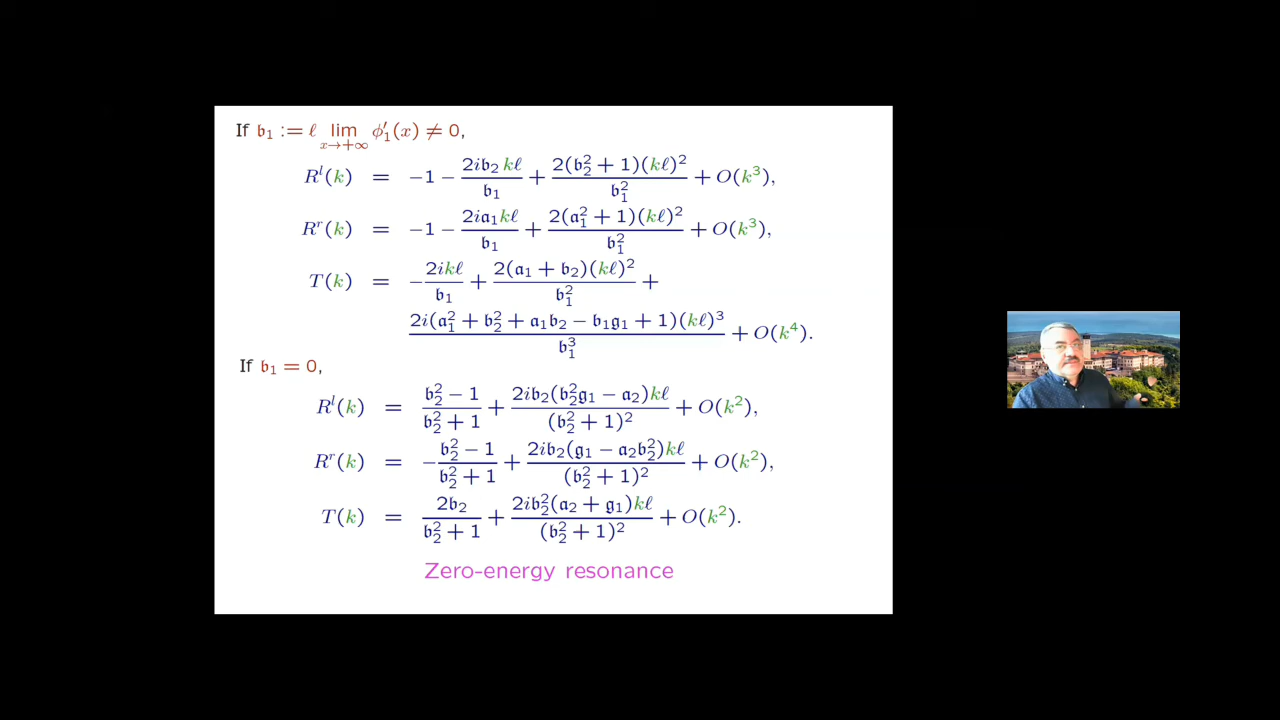 If 𝔟₁ := ℓ lim_{x→+∞} ϕ′₁(x) ≠ 0,
Rˡ(k) = −1 − 2i𝔟₂kℓ/𝔟₁ + 2(𝔟₂² + 1)(kℓ)²/𝔟₁² + O(k³),
Rʳ(k) = −1 − 2i𝔞₁kℓ/𝔟₁ + 2(𝔞₁² + 1)(kℓ)²/𝔟₁² + O(k³),
T(k) = −2ikℓ/𝔟₁ + 2(𝔞₁ + 𝔟₂)(kℓ)²/𝔟₁² +
2i(𝔞₁² + 𝔟₂² + 𝔞₁𝔟₂ − 𝔟₁𝔤₁ + 1)(kℓ)³/𝔟₁³ + O(k⁴).
If 𝔟₁ = 0,
Rˡ(k) = (𝔟₂² − 1)/(𝔟₂² + 1) + 2i𝔟₂(𝔟₂²𝔤₁ − 𝔞₂)kℓ/(𝔟₂² + 1)² + O(k²),
Rʳ(k) = −(𝔟₂² − 1)/(𝔟₂² + 1) + 2i𝔟₂(𝔤₁ − 𝔞₂𝔟₂²)kℓ/(𝔟₂² + 1)² + O(k²),
T(k) = 2𝔟₂/(𝔟₂² + 1) + 2i𝔟₂²(𝔞₂ + 𝔤₁)kℓ/(𝔟₂² + 1)² + O(k²).
Zero-energy resonance